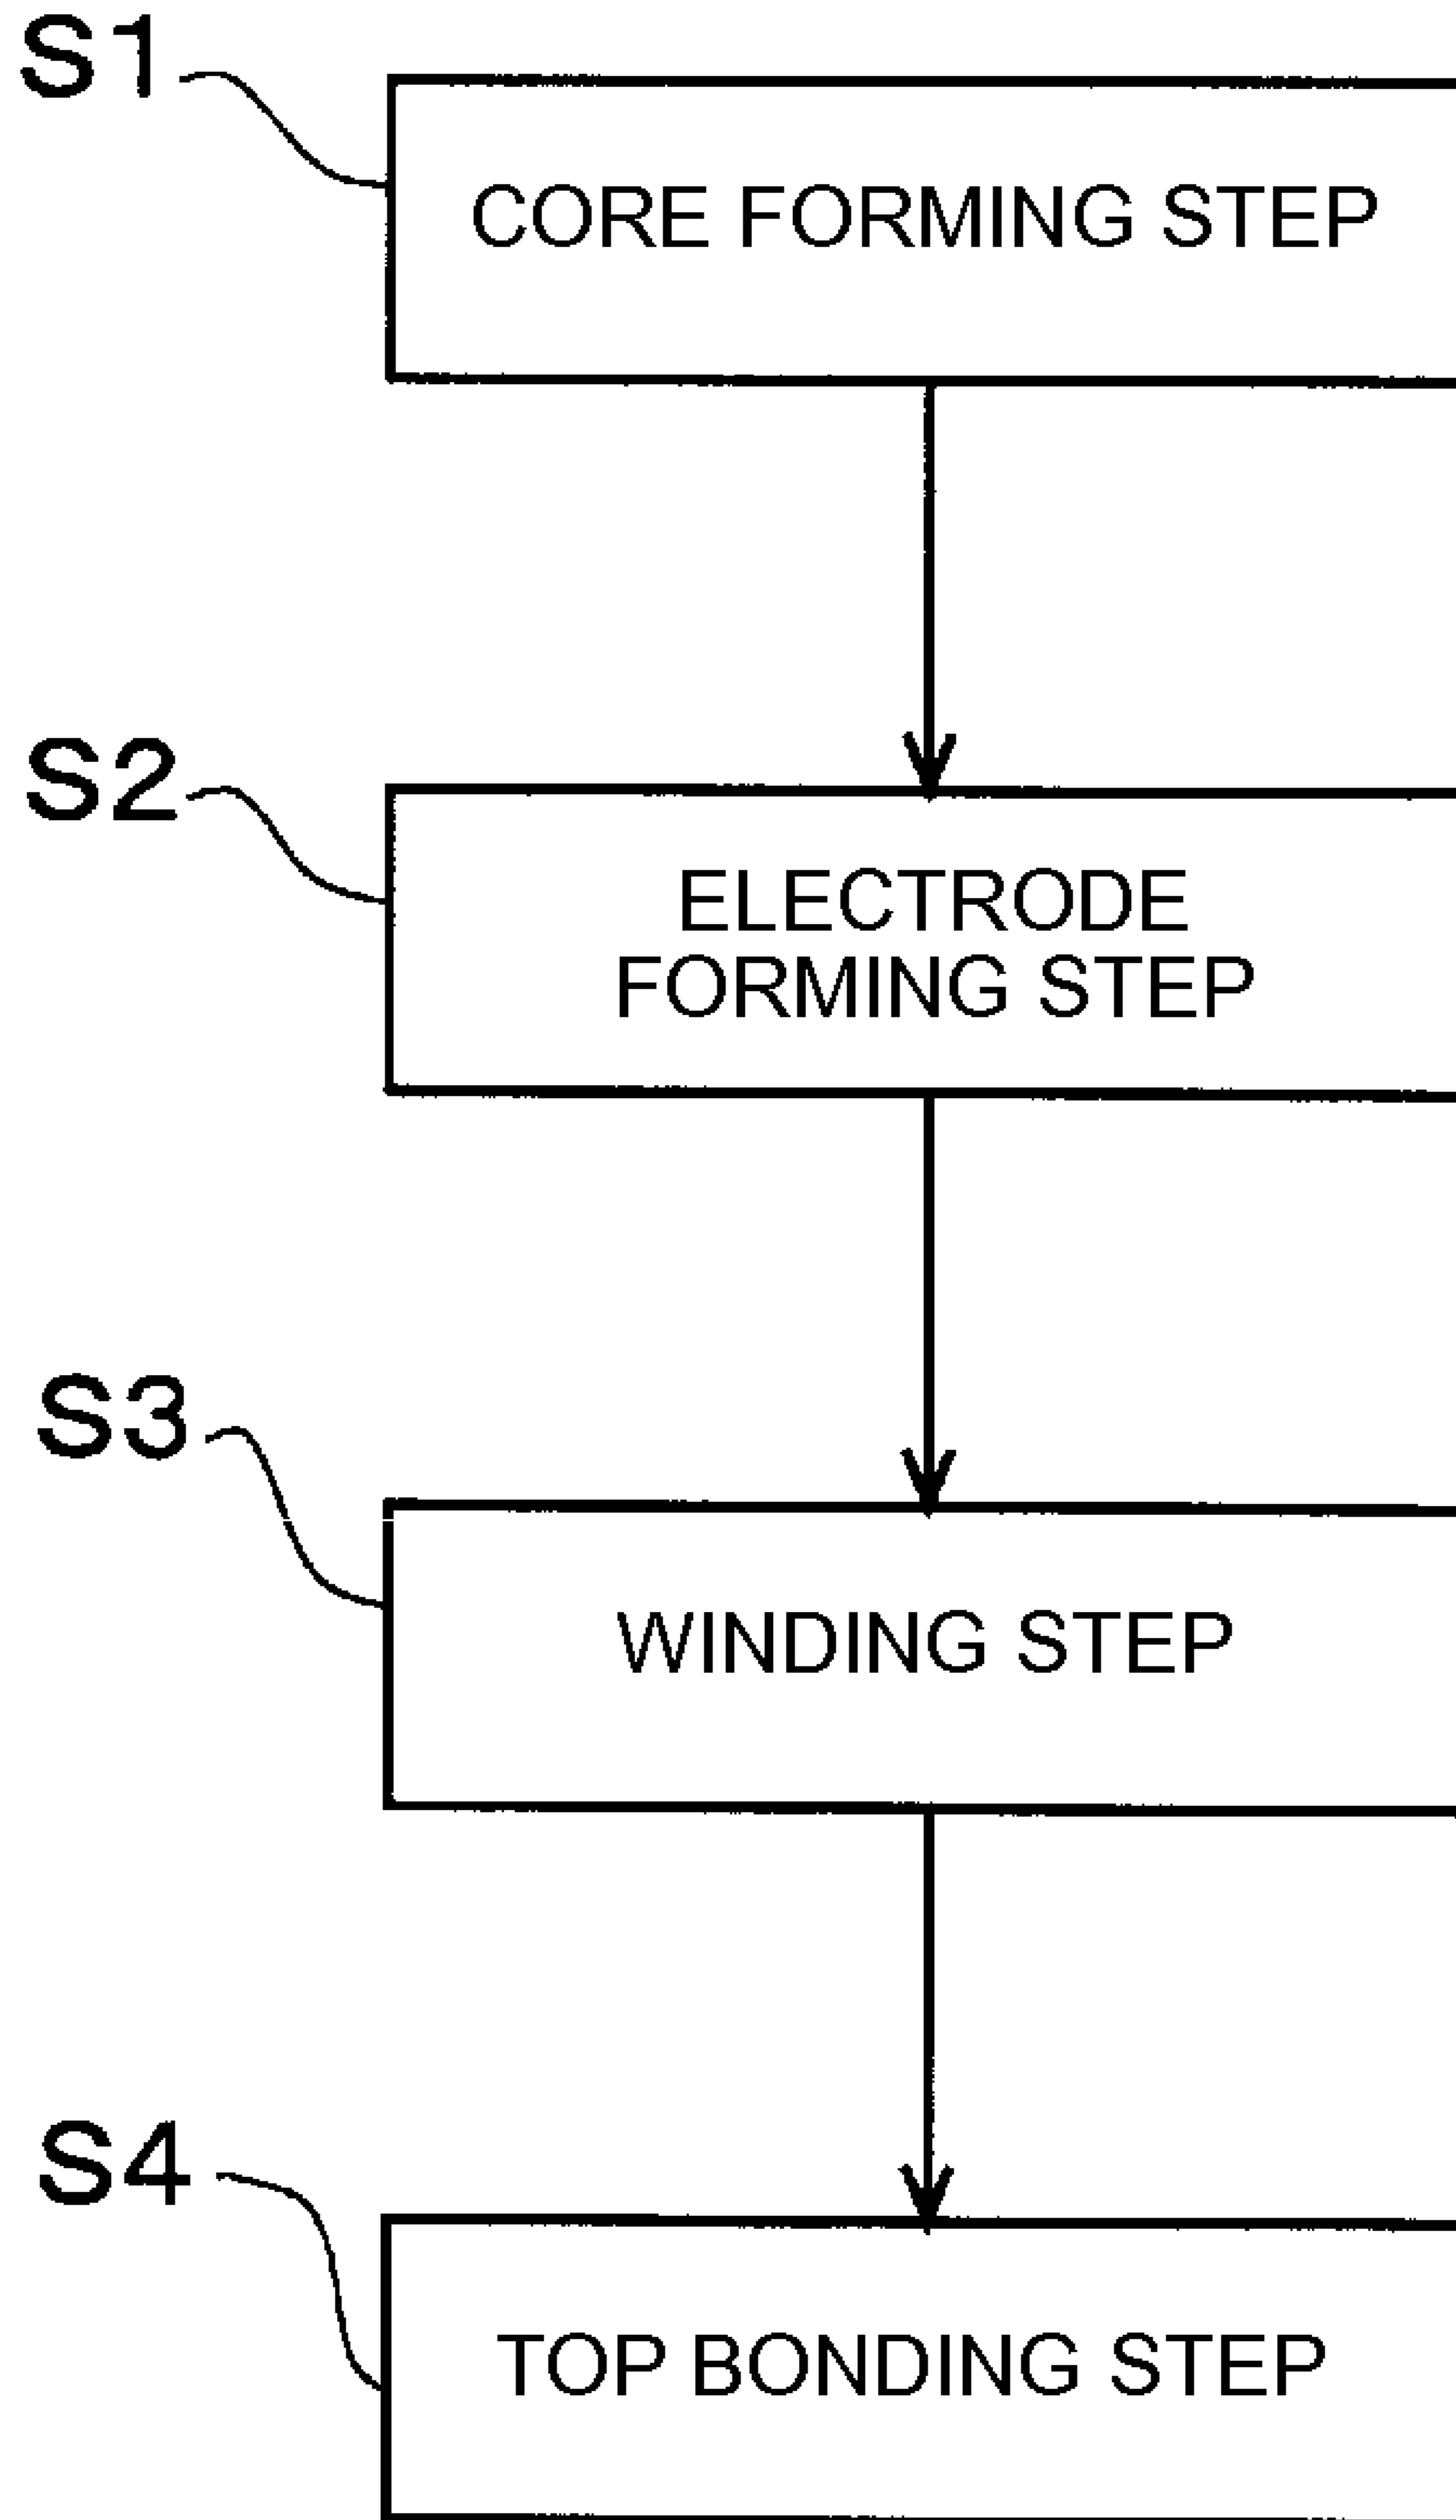 S1
CORE FORMING STEP
S2
ELECTRODE
FORMING STEP
S3
WINDING STEP
S4
TOP BONDING STEP